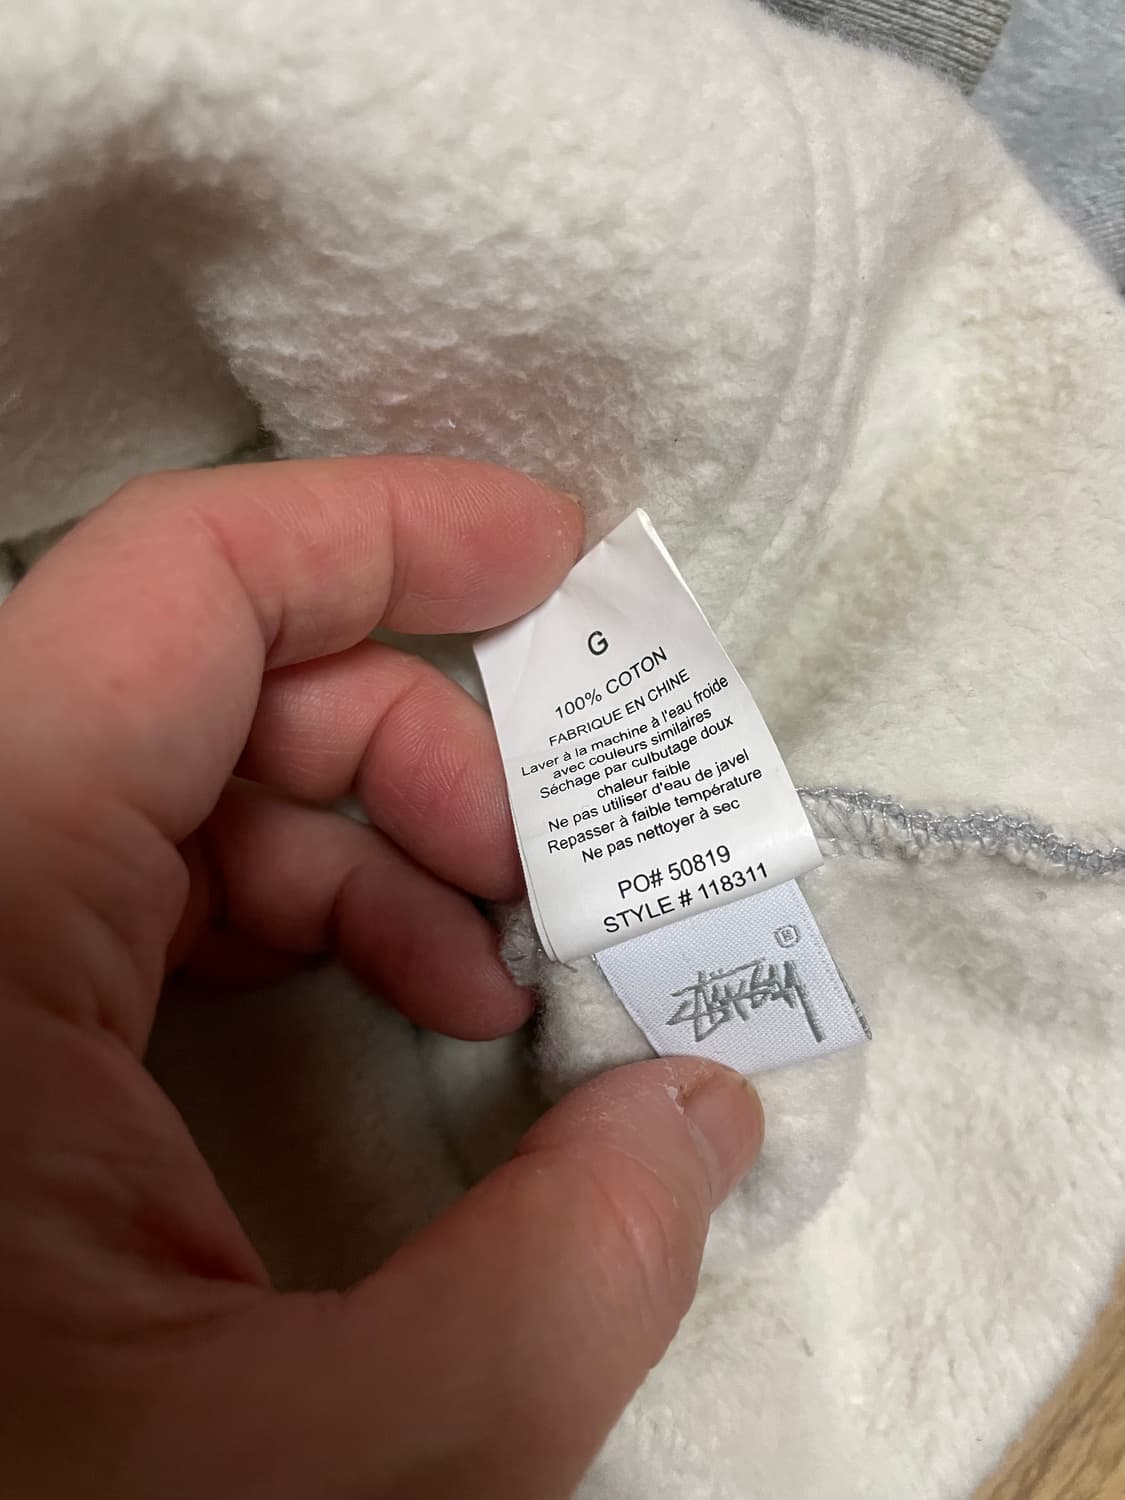 G
100% COTON
FABRIQUE EN CHINE
Laver à la machine à l'eau froide
avec couleurs similaires
Séchage par culbutage doux
chaleur faible
Ne pas utiliser d'eau de javel
Repasser à faible température
Ne pas nettoyer à sec
PO# 50819
STYLE # 118311
®
Stüssy